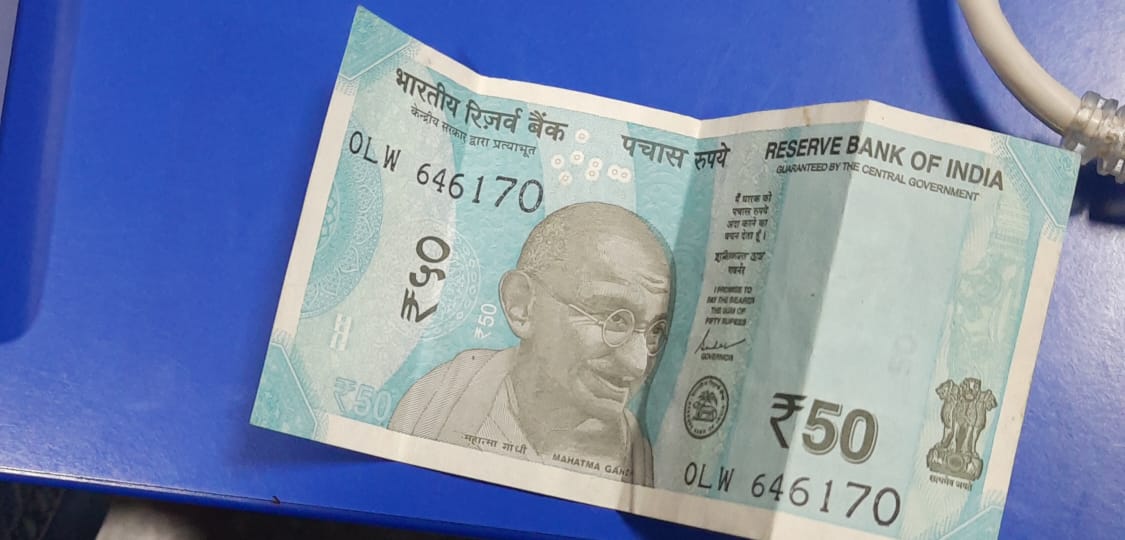 भारतीय रिज़र्व बैंक
केन्द्रीय सरकार द्वारा प्रत्याभूत
OLW 646170
₹५०
₹50
₹50
महात्मा गांधी
MAHATMA
पचास रुपये
RESERVE BANK OF INDIA
GUARANTEED BY THE CENTRAL GOVERNMENT
मैं धारक को
पचास रुपये
अदा करने का
वचन देता हूँ।
गवर्नर
I PROMISE TO
PAY THE BEARER
THE SUM OF
FIFTY RUPEES
GOVERNOR
₹50
OLW 646170
सत्यमेव जयते